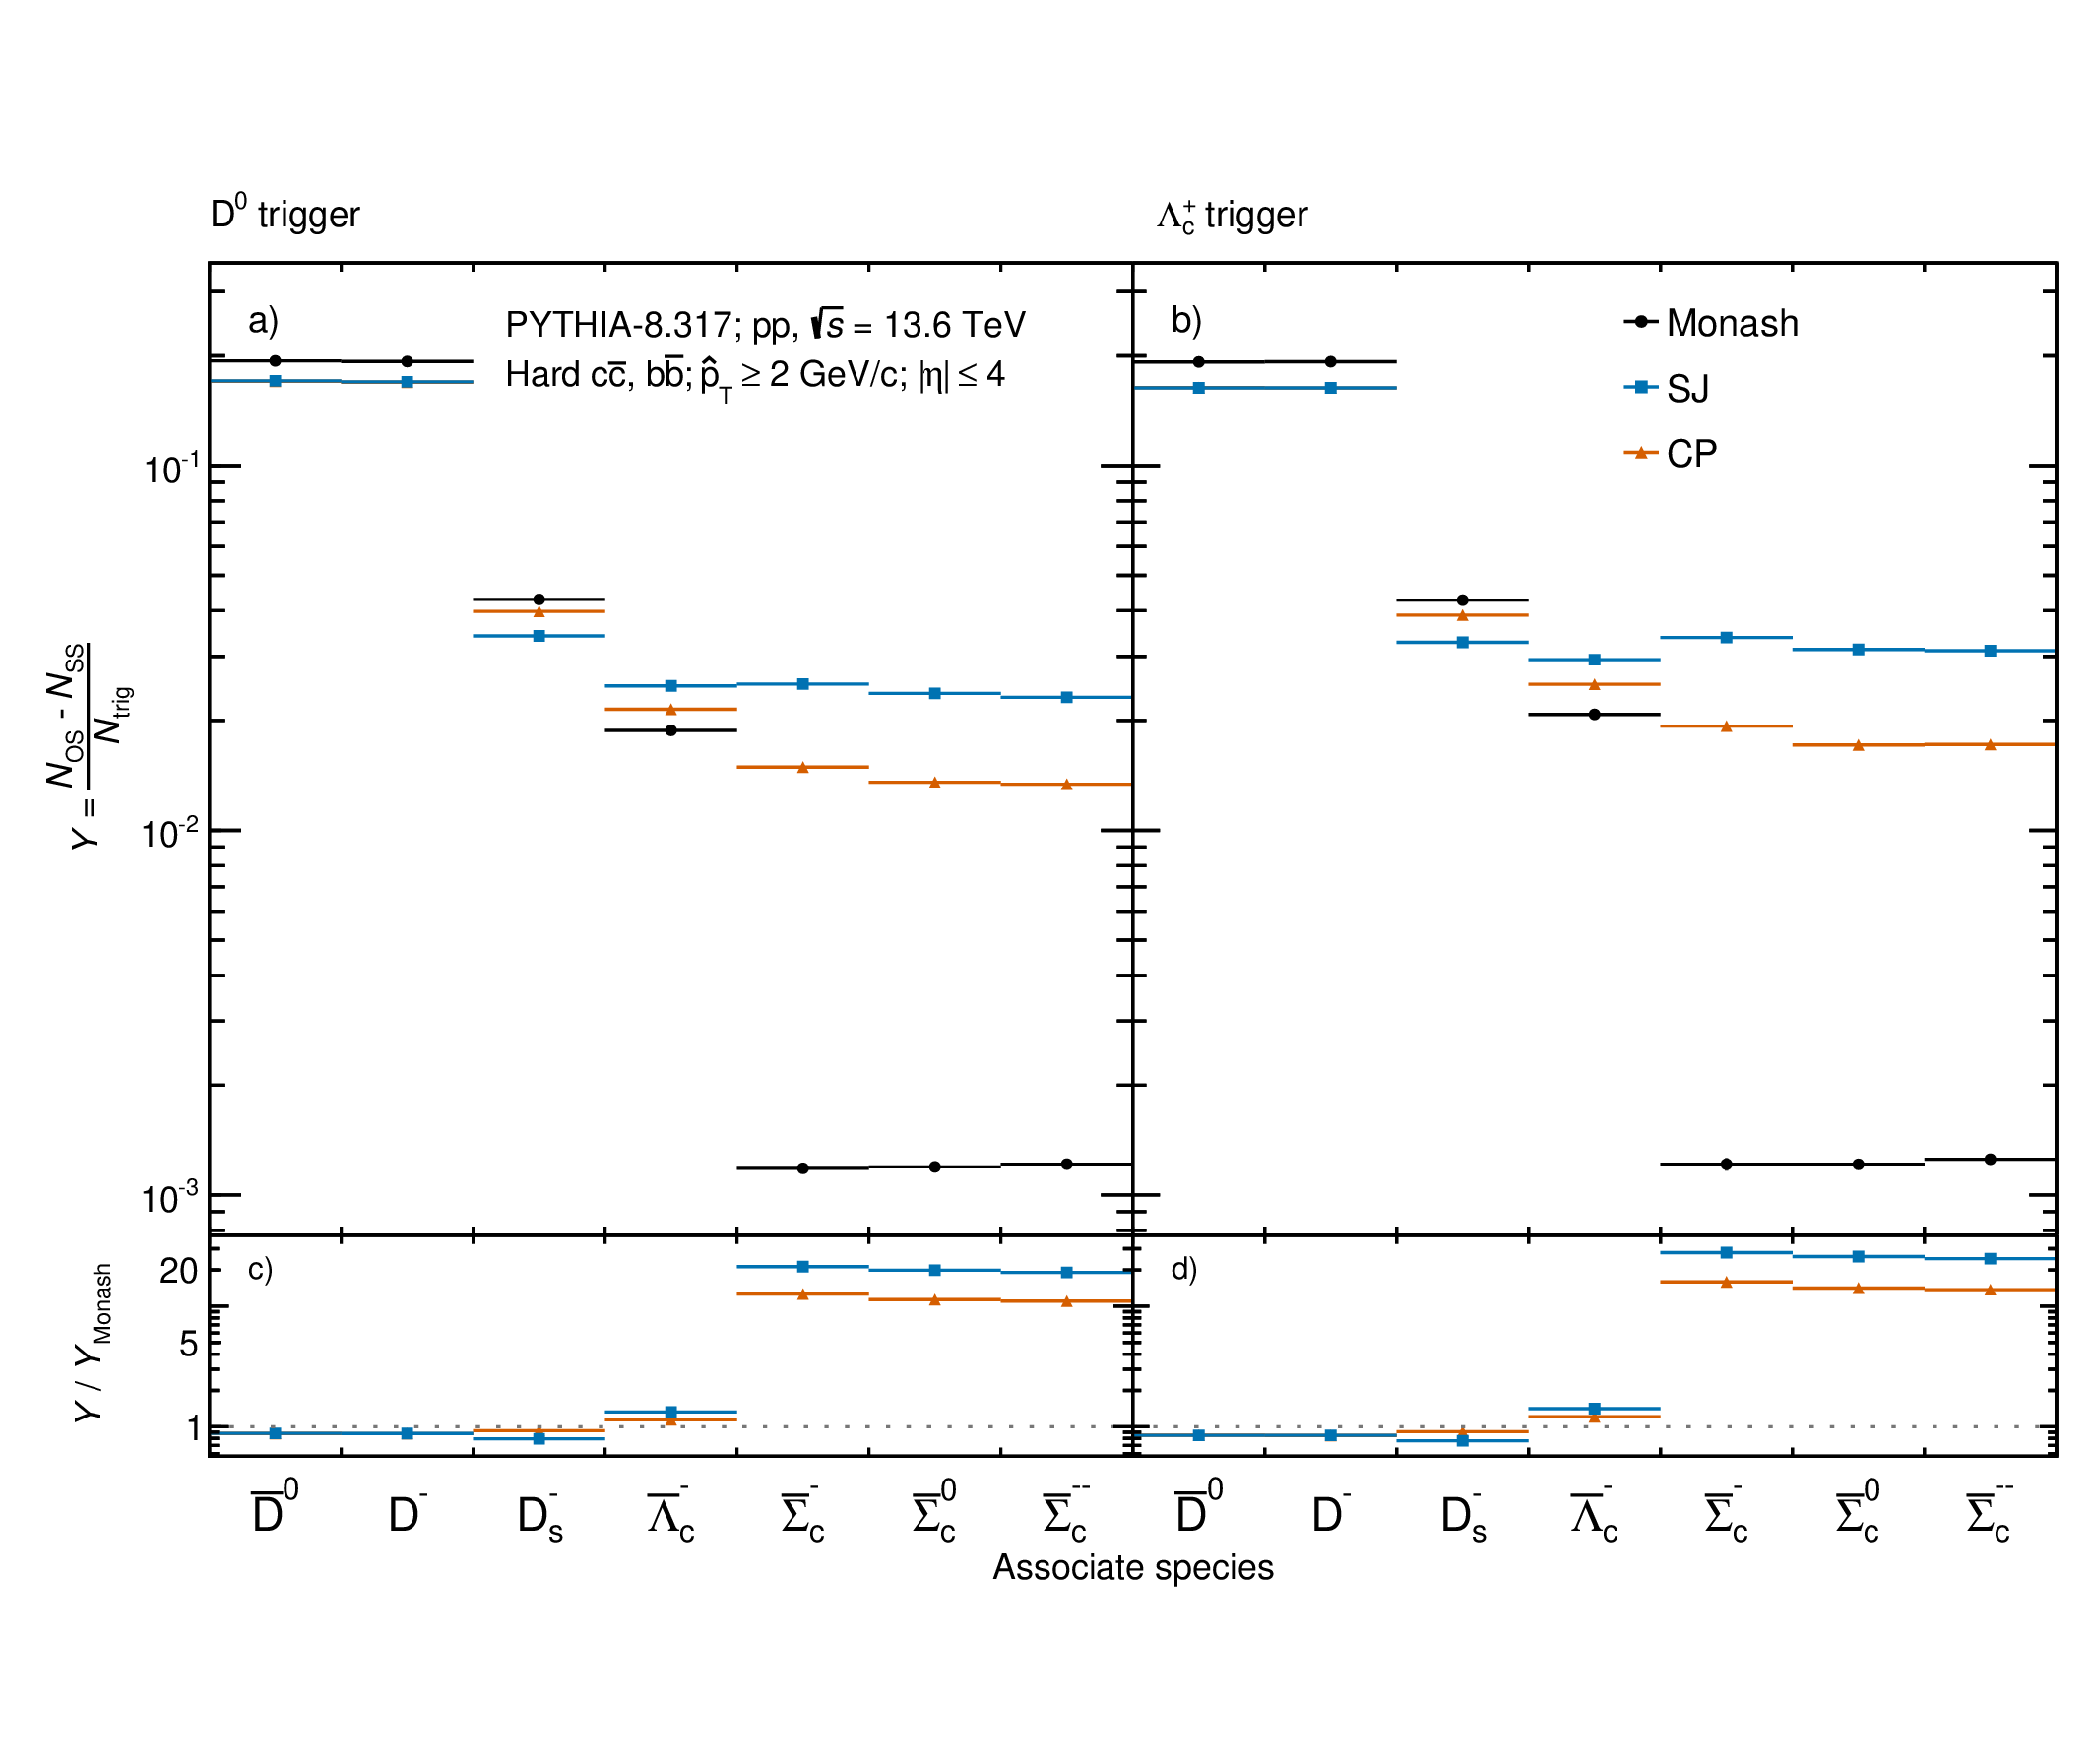 D⁰ trigger
Λc⁺ trigger
a)
PYTHIA-8.317; pp, √s = 13.6 TeV
Hard cc̅, bb̅; p̂T ≥ 2 GeV/c; |η| ≤ 4
b)
Monash
SJ
CP
10⁻¹
10⁻²
10⁻³
Y = (NOS - NSS) / Ntrig
c)
d)
20
5
1
Y / YMonash
D̅⁰ D⁻ Ds⁻ Λ̅c⁻ Σ̅c⁻ Σ̅c⁰ Σ̅c⁻⁻ D̅⁰ D⁻ Ds⁻ Λ̅c⁻ Σ̅c⁻ Σ̅c⁰ Σ̅c⁻⁻
Associate species